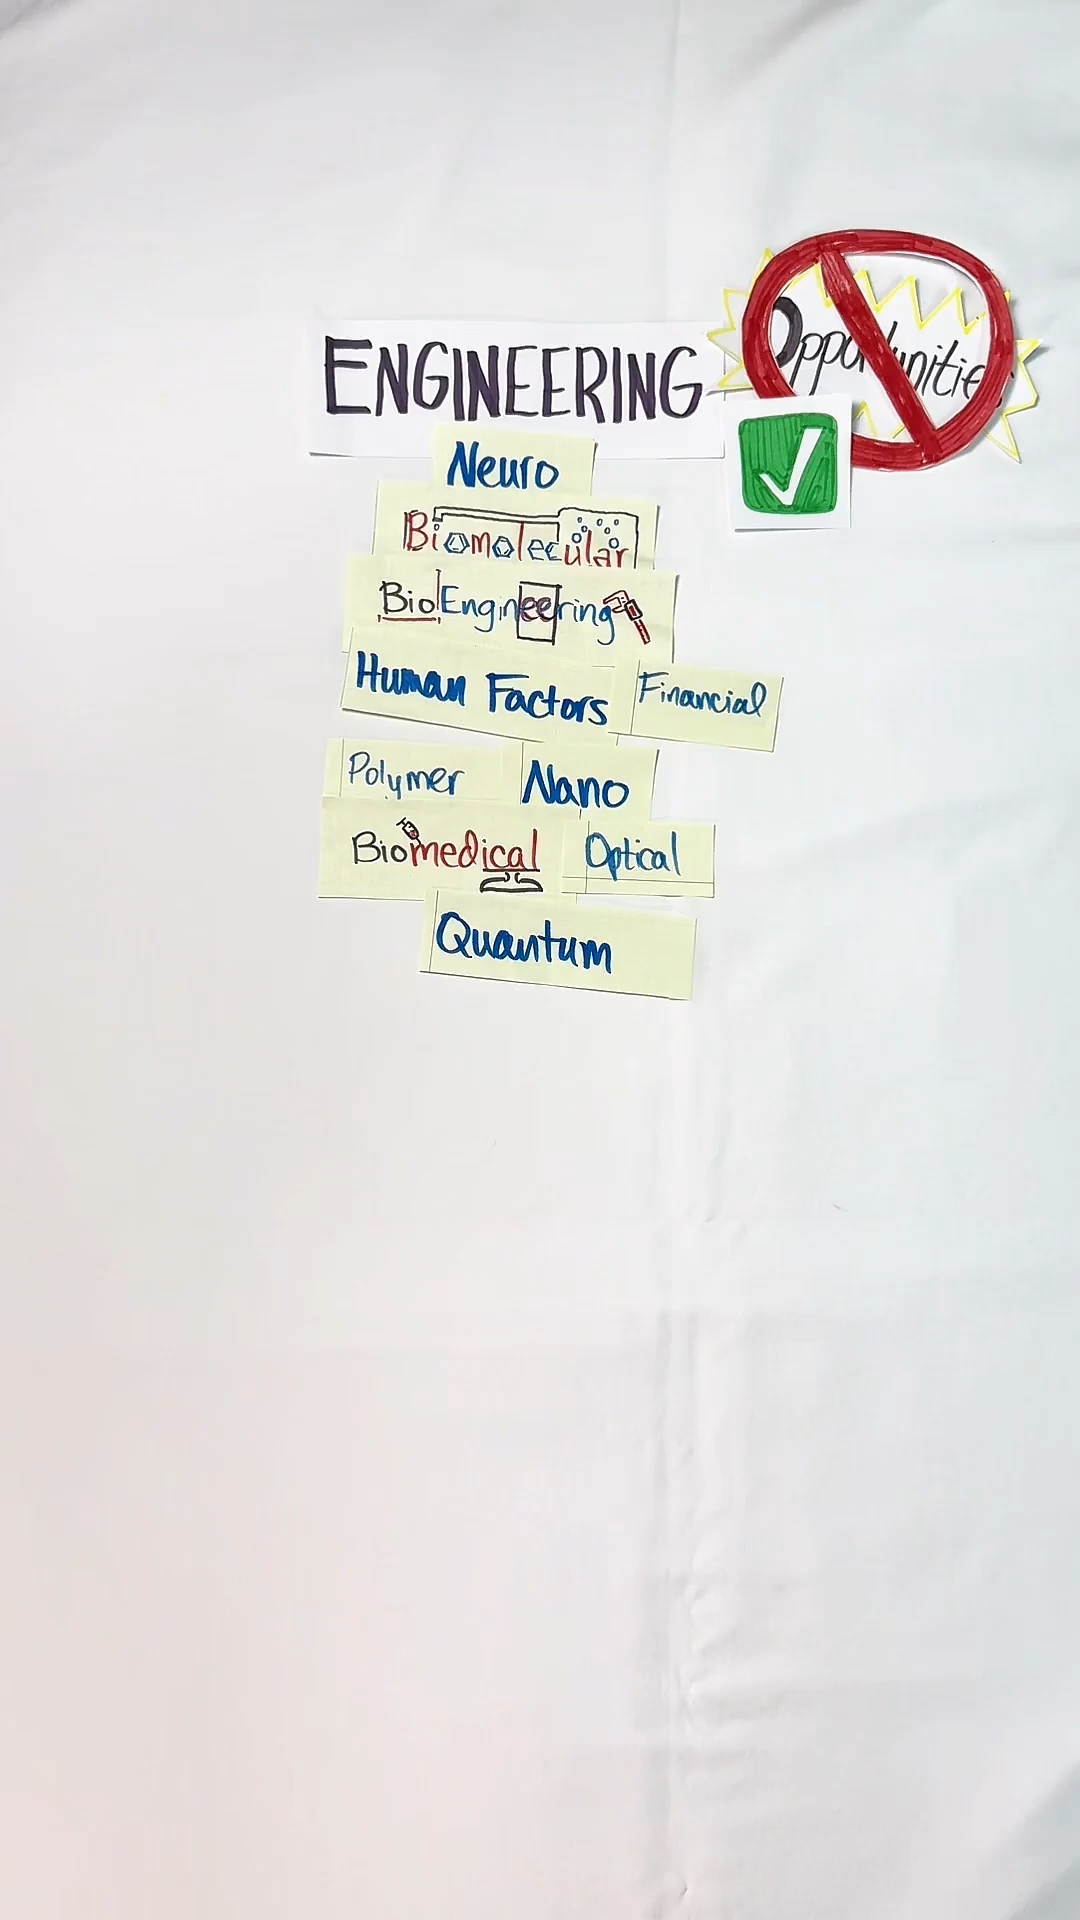 ENGINEERING Opportunities
Neuro
Biomolecular
BioEngineering
Human Factors Financial
Polymer Nano
Biomedical Optical
Quantum